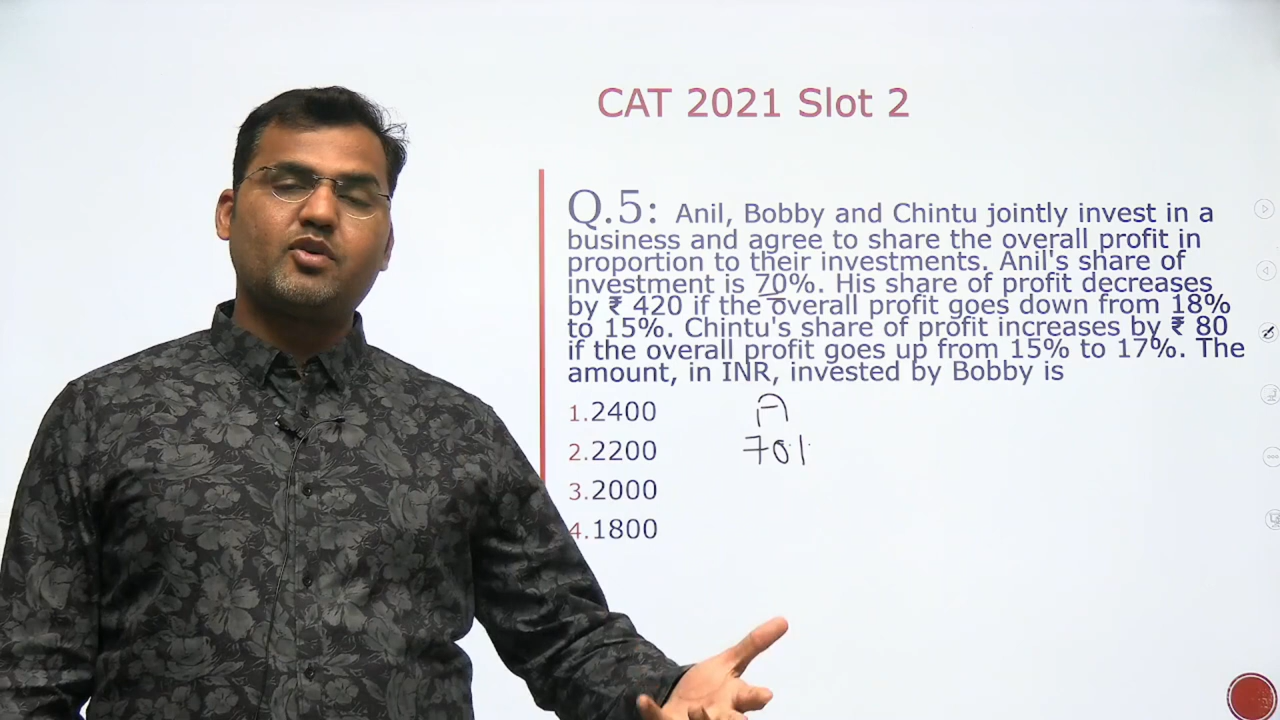 CAT 2021 Slot 2
Q.5: Anil, Bobby and Chintu jointly invest in a
business and agree to share the overall profit in
proportion to their investments. Anil's share of
investment is 70%. His share of profit decreases
by ₹ 420 if the overall profit goes down from 18%
to 15%. Chintu's share of profit increases by ₹ 80
if the overall profit goes up from 15% to 17%. The
amount, in INR, invested by Bobby is
1.2400
A
2.2200
70%
3.2000
4.1800